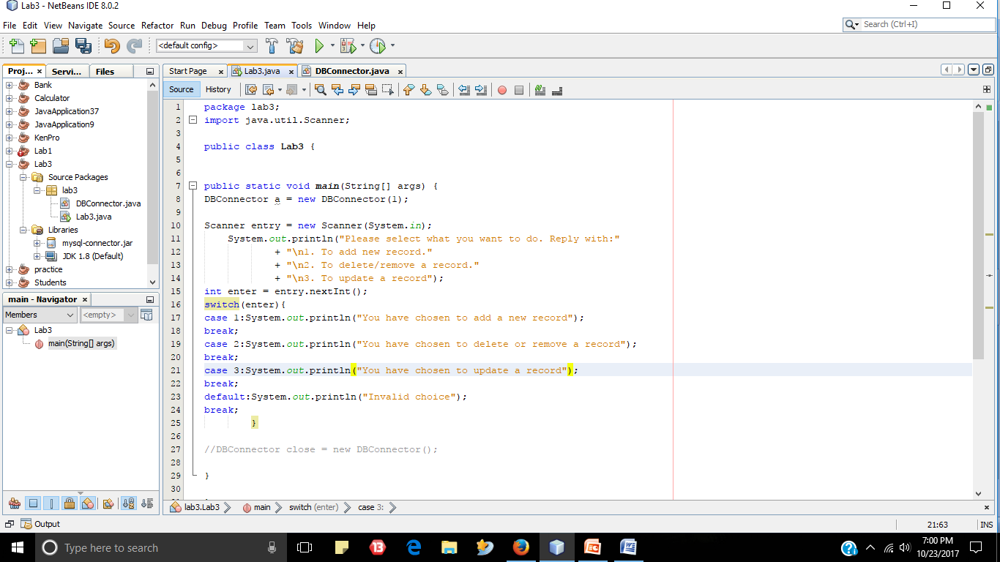 Lab3 - NetBeans IDE 8.0.2
File Edit View Navigate Source Refactor Run Debug Profile Team Tools Window Help
Search (Ctrl+I)
<default config>
Proj... × Servi... Files
Bank
Calculator
JavaApplication37
JavaApplication9
KenPro
Lab1
Lab3
Source Packages
lab3
DBConnector.java
Lab3.java
Libraries
mysql-connector.jar
JDK 1.8 (Default)
practice
Students
main - Navigator ×
Members <empty>
Lab3
main(String[] args)
Start Page × Lab3.java × DBConnector.java ×
Source History
1 package lab3;
2 import java.util.Scanner;
3
4 public class Lab3 {
5
6
7 public static void main(String[] args) {
8 DBConnector a = new DBConnector(1);
9
10 Scanner entry = new Scanner(System.in);
11 System.out.println("Please select what you want to do. Reply with:"
12 + "\n1. To add new record."
13 + "\n2. To delete/remove a record."
14 + "\n3. To update a record");
15 int enter = entry.nextInt();
16 switch(enter){
17 case 1:System.out.println("You have chosen to add a new record");
18 break;
19 case 2:System.out.println("You have chosen to delete or remove a record");
20 break;
21 case 3:System.out.println("You have chosen to update a record");
22 break;
23 default:System.out.println("Invalid choice");
24 break;
25 }
26
27 //DBConnector close = new DBConnector();
28
29 }
30
lab3.Lab3 main switch (enter) case 3:
Output
21:63 INS
Type here to search
13
7:00 PM
10/23/2017